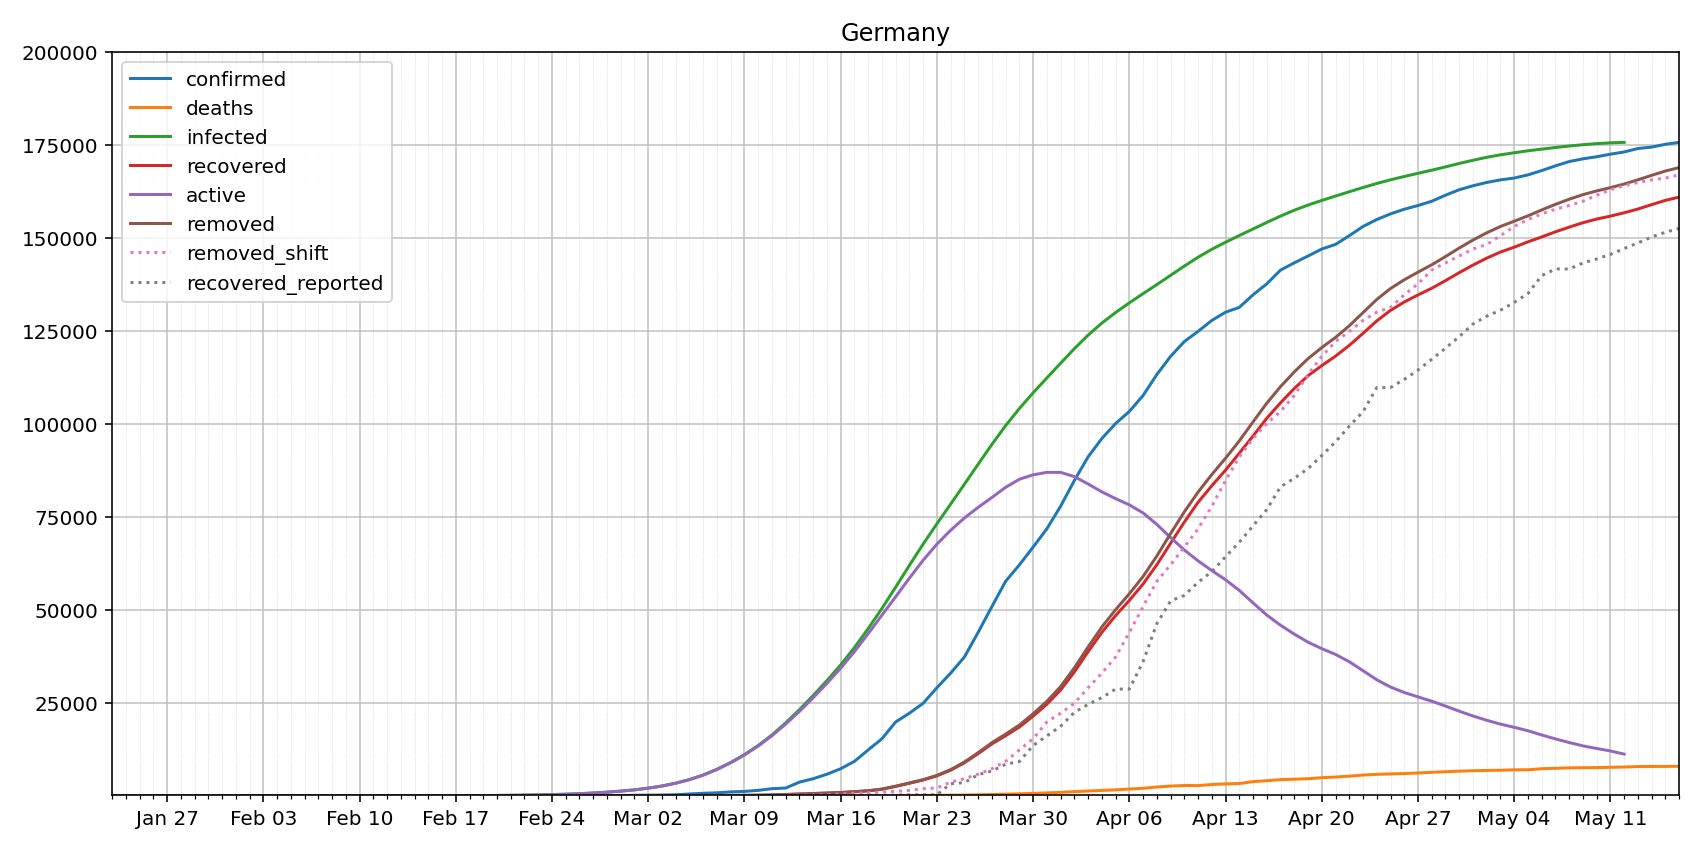 Germany
200000
175000
150000
125000
100000
75000
50000
25000
confirmed
deaths
infected
recovered
active
removed
removed_shift
recovered_reported
Jan 27 Feb 03 Feb 10 Feb 17 Feb 24 Mar 02 Mar 09 Mar 16 Mar 23 Mar 30 Apr 06 Apr 13 Apr 20 Apr 27 May 04 May 11